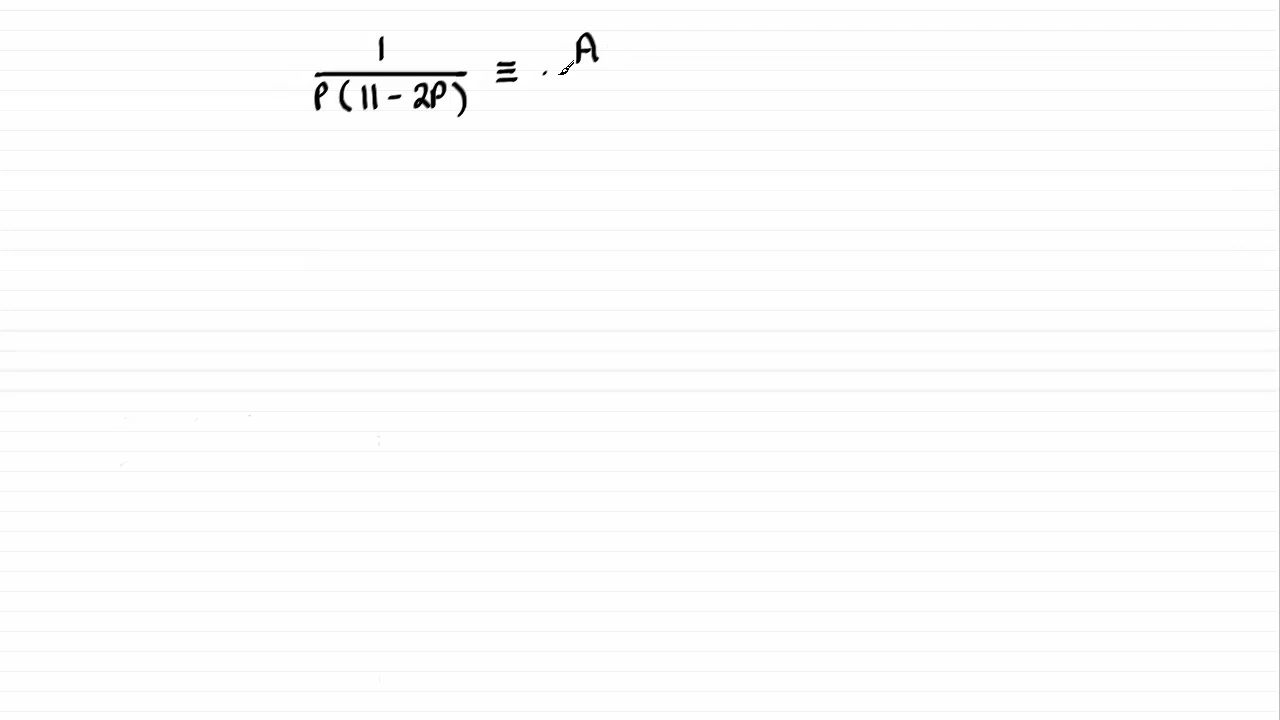 1 / P(11 - 2P) ≡ A